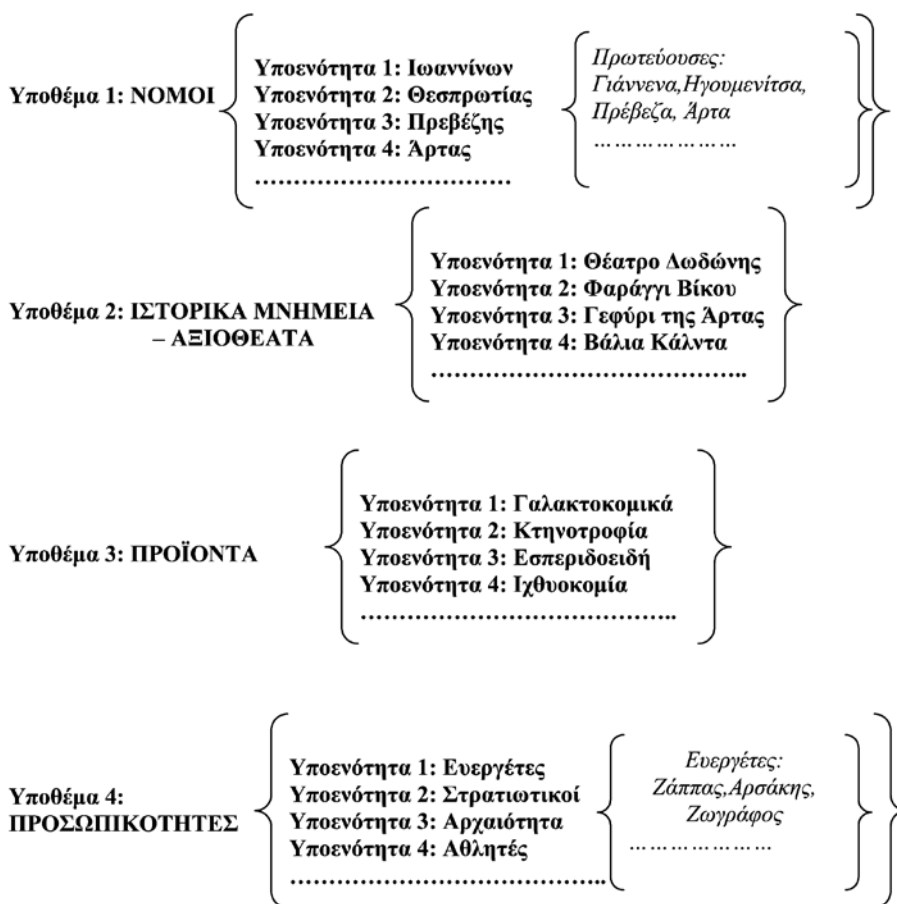 Υποθέμα 1: ΝΟΜΟΙ
Υποενότητα 1: Ιωαννίνων
Υποενότητα 2: Θεσπρωτίας
Υποενότητα 3: Πρεβέζης
Υποενότητα 4: Άρτας
……………………………
Πρωτεύουσες:
Γιάννενα,Ηγουμενίτσα,
Πρέβεζα, Άρτα
…………………
Υποθέμα 2: ΙΣΤΟΡΙΚΑ ΜΝΗΜΕΙΑ
– ΑΞΙΟΘΕΑΤΑ
Υποενότητα 1: Θέατρο Δωδώνης
Υποενότητα 2: Φαράγγι Βίκου
Υποενότητα 3: Γεφύρι της Άρτας
Υποενότητα 4: Βάλια Κάλντα
…………………………………..
Υποθέμα 3: ΠΡΟΪΟΝΤΑ
Υποενότητα 1: Γαλακτοκομικά
Υποενότητα 2: Κτηνοτροφία
Υποενότητα 3: Εσπεριδοειδή
Υποενότητα 4: Ιχθυοκομία
…………………………………..
Υποθέμα 4:
ΠΡΟΣΩΠΙΚΟΤΗΤΕΣ
Υποενότητα 1: Ευεργέτες
Υποενότητα 2: Στρατιωτικοί
Υποενότητα 3: Αρχαιότητα
Υποενότητα 4: Αθλητές
…………………………………..
Ευεργέτες:
Ζάππας,Αρσάκης,
Ζωγράφος
…………………